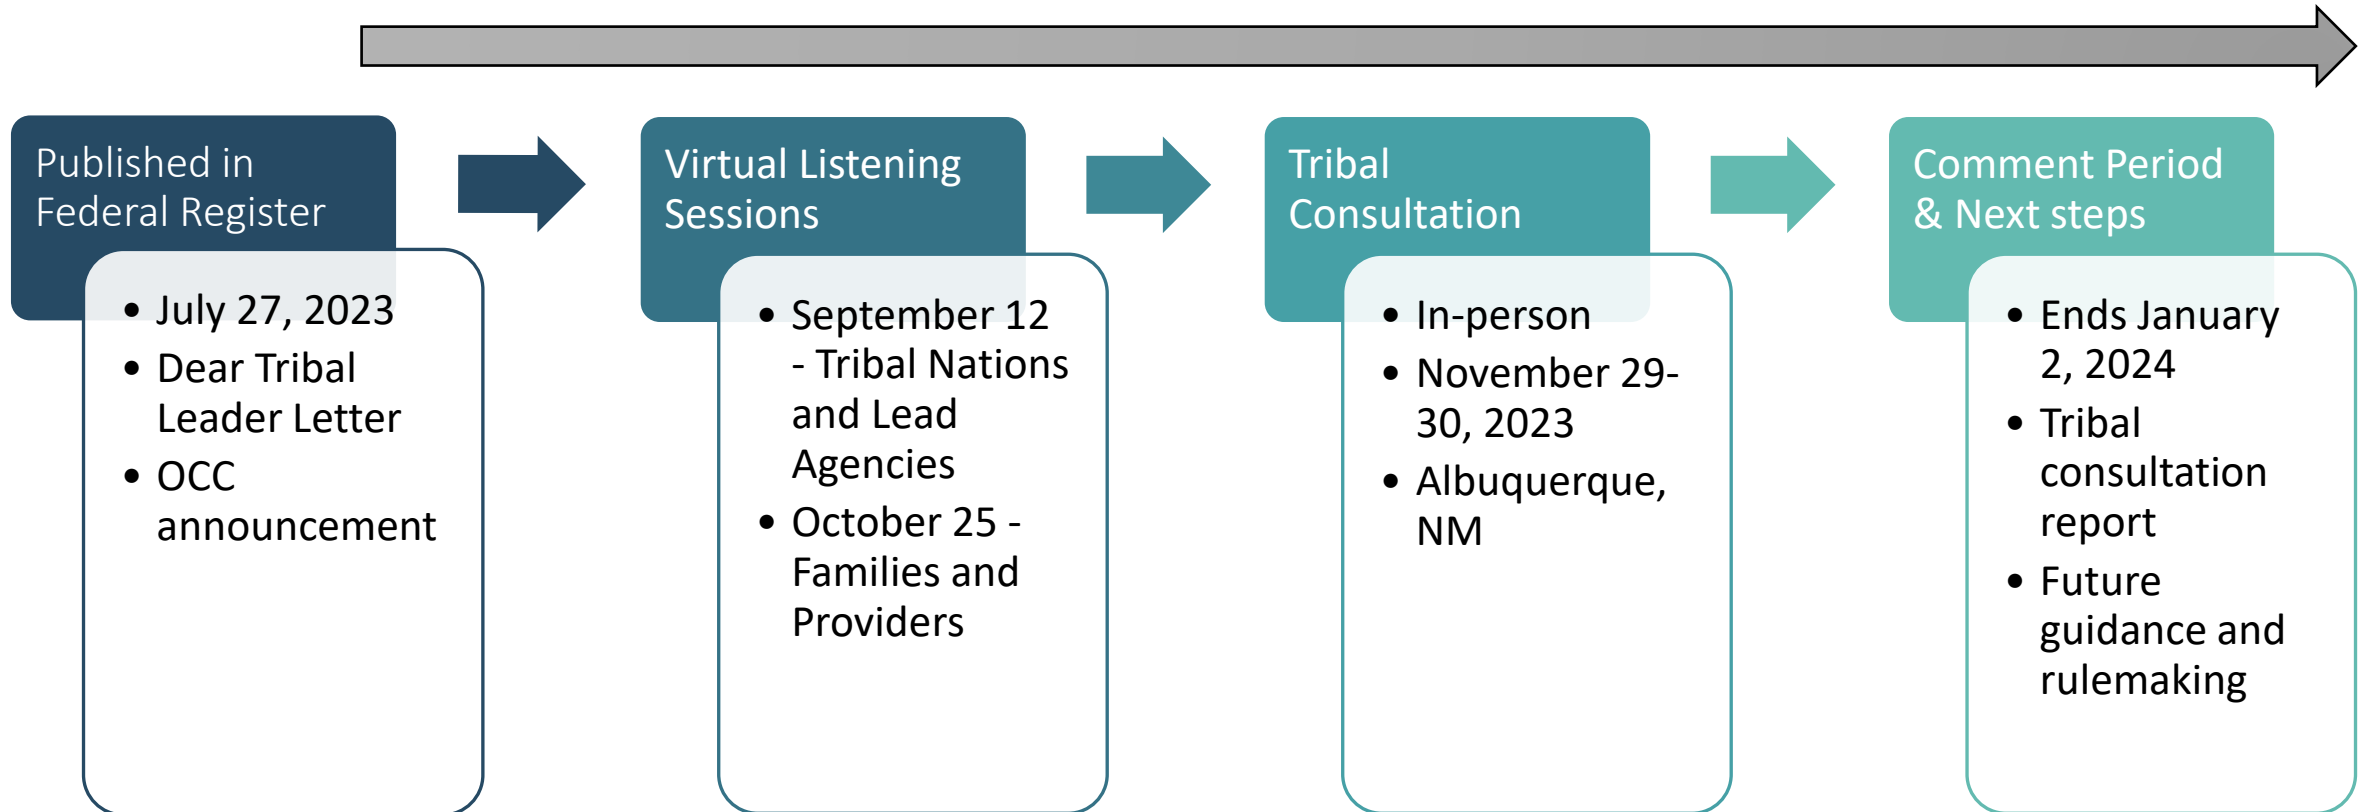 Published in
Federal Register
• July 27, 2023
• Dear Tribal
Leader Letter
• OCC
announcement
Virtual Listening
Sessions
• September 12
- Tribal Nations
and Lead
Agencies
• October 25 -
Families and
Providers
Tribal
Consultation
• In-person
• November 29-
30, 2023
• Albuquerque,
NM
Comment Period
& Next steps
• Ends January
2, 2024
• Tribal
consultation
report
• Future
guidance and
rulemaking